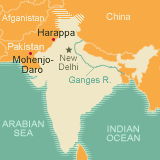 Afganistan
China
Harappa
Pakistan
Mohenjo-
Daro
New
Delhi
Ganges R.
ARABIAN
SEA
INDIAN
OCEAN